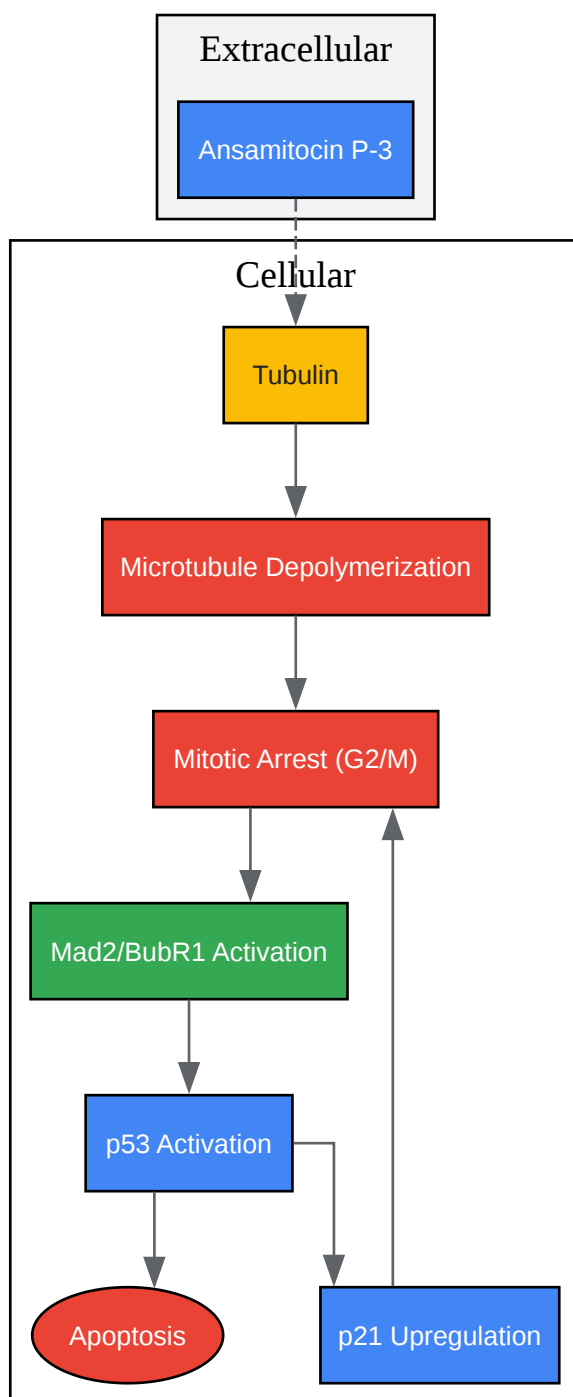 Extracellular
Ansamitocin P-3
Cellular
Tubulin
Microtubule Depolymerization
Mitotic Arrest (G2/M)
Mad2/BubR1 Activation
p53 Activation
Apoptosis
p21 Upregulation